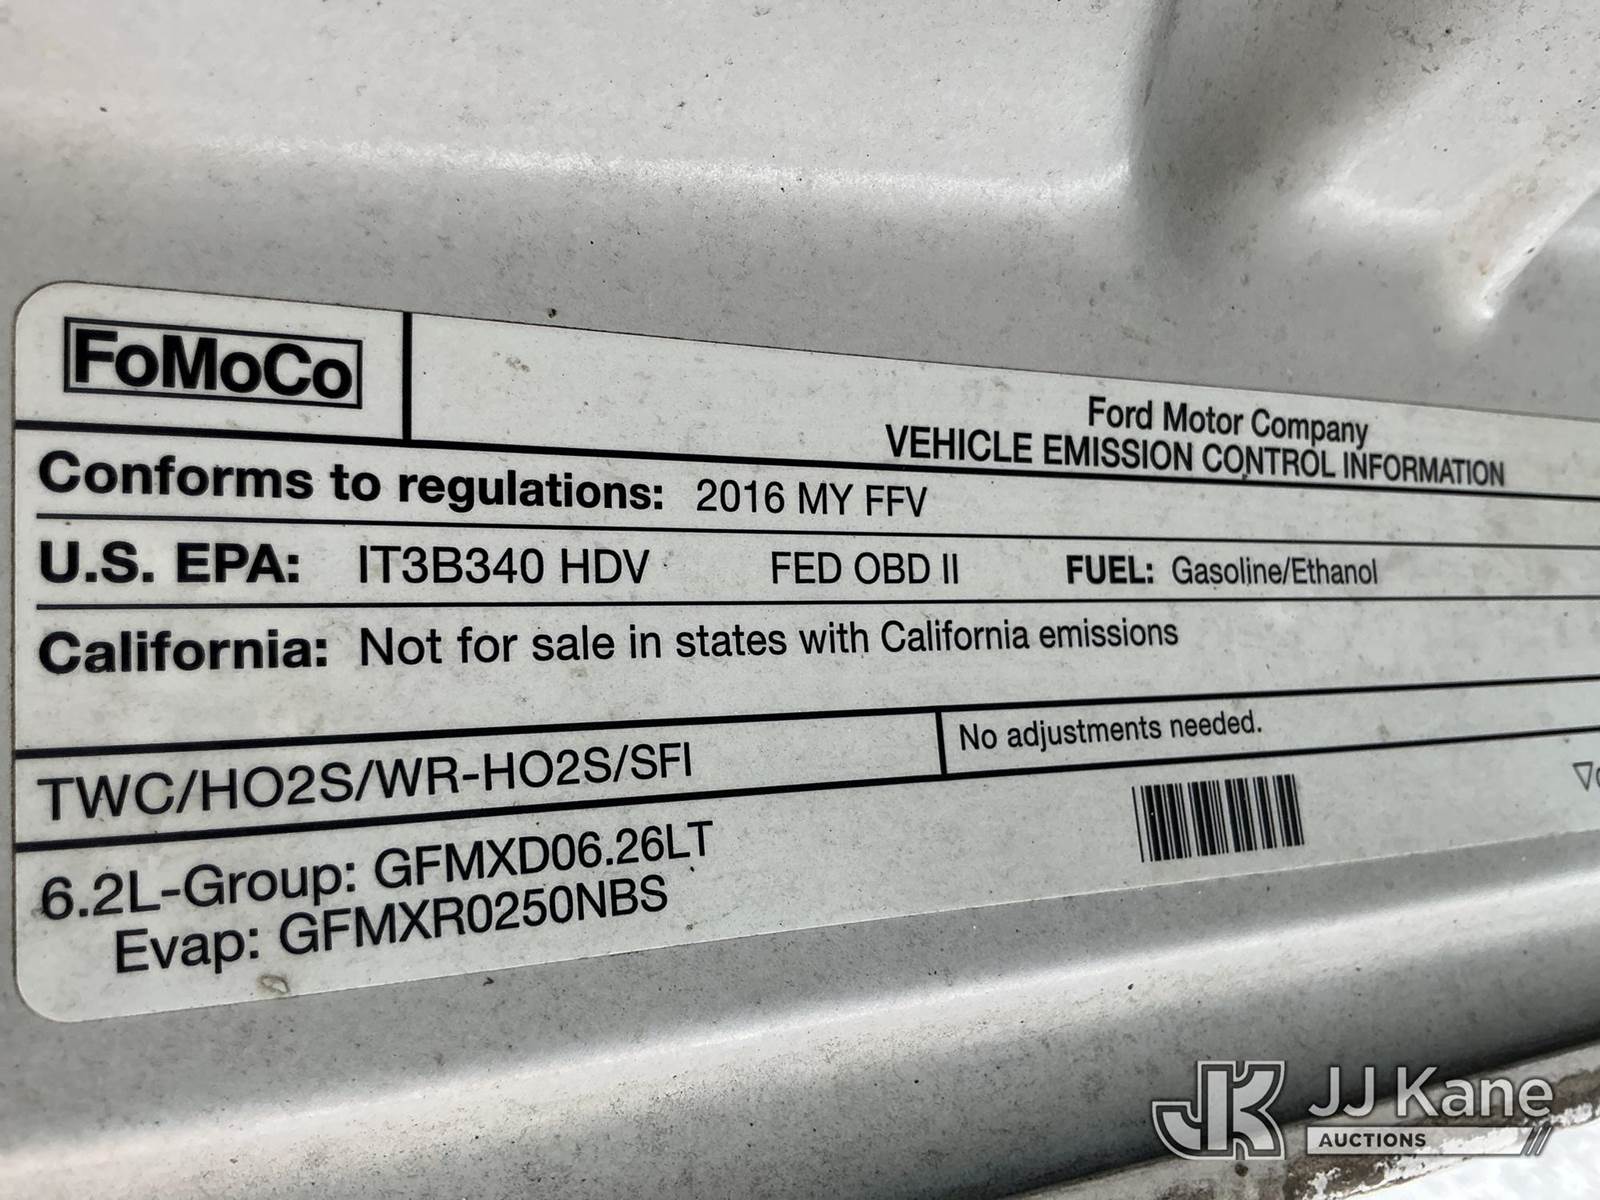 FoMoCo
Ford Motor Company
VEHICLE EMISSION CONTROL INFORMATION
Conforms to regulations: 2016 MY FFV
U.S. EPA: IT3B340 HDV FED OBD II FUEL: Gasoline/Ethanol
California: Not for sale in states with California emissions
TWC/HO2S/WR-HO2S/SFI
No adjustments needed.
6.2L-Group: GFMXD06.26LT
Evap: GFMXR0250NBS
JK JJ Kane
AUCTIONS